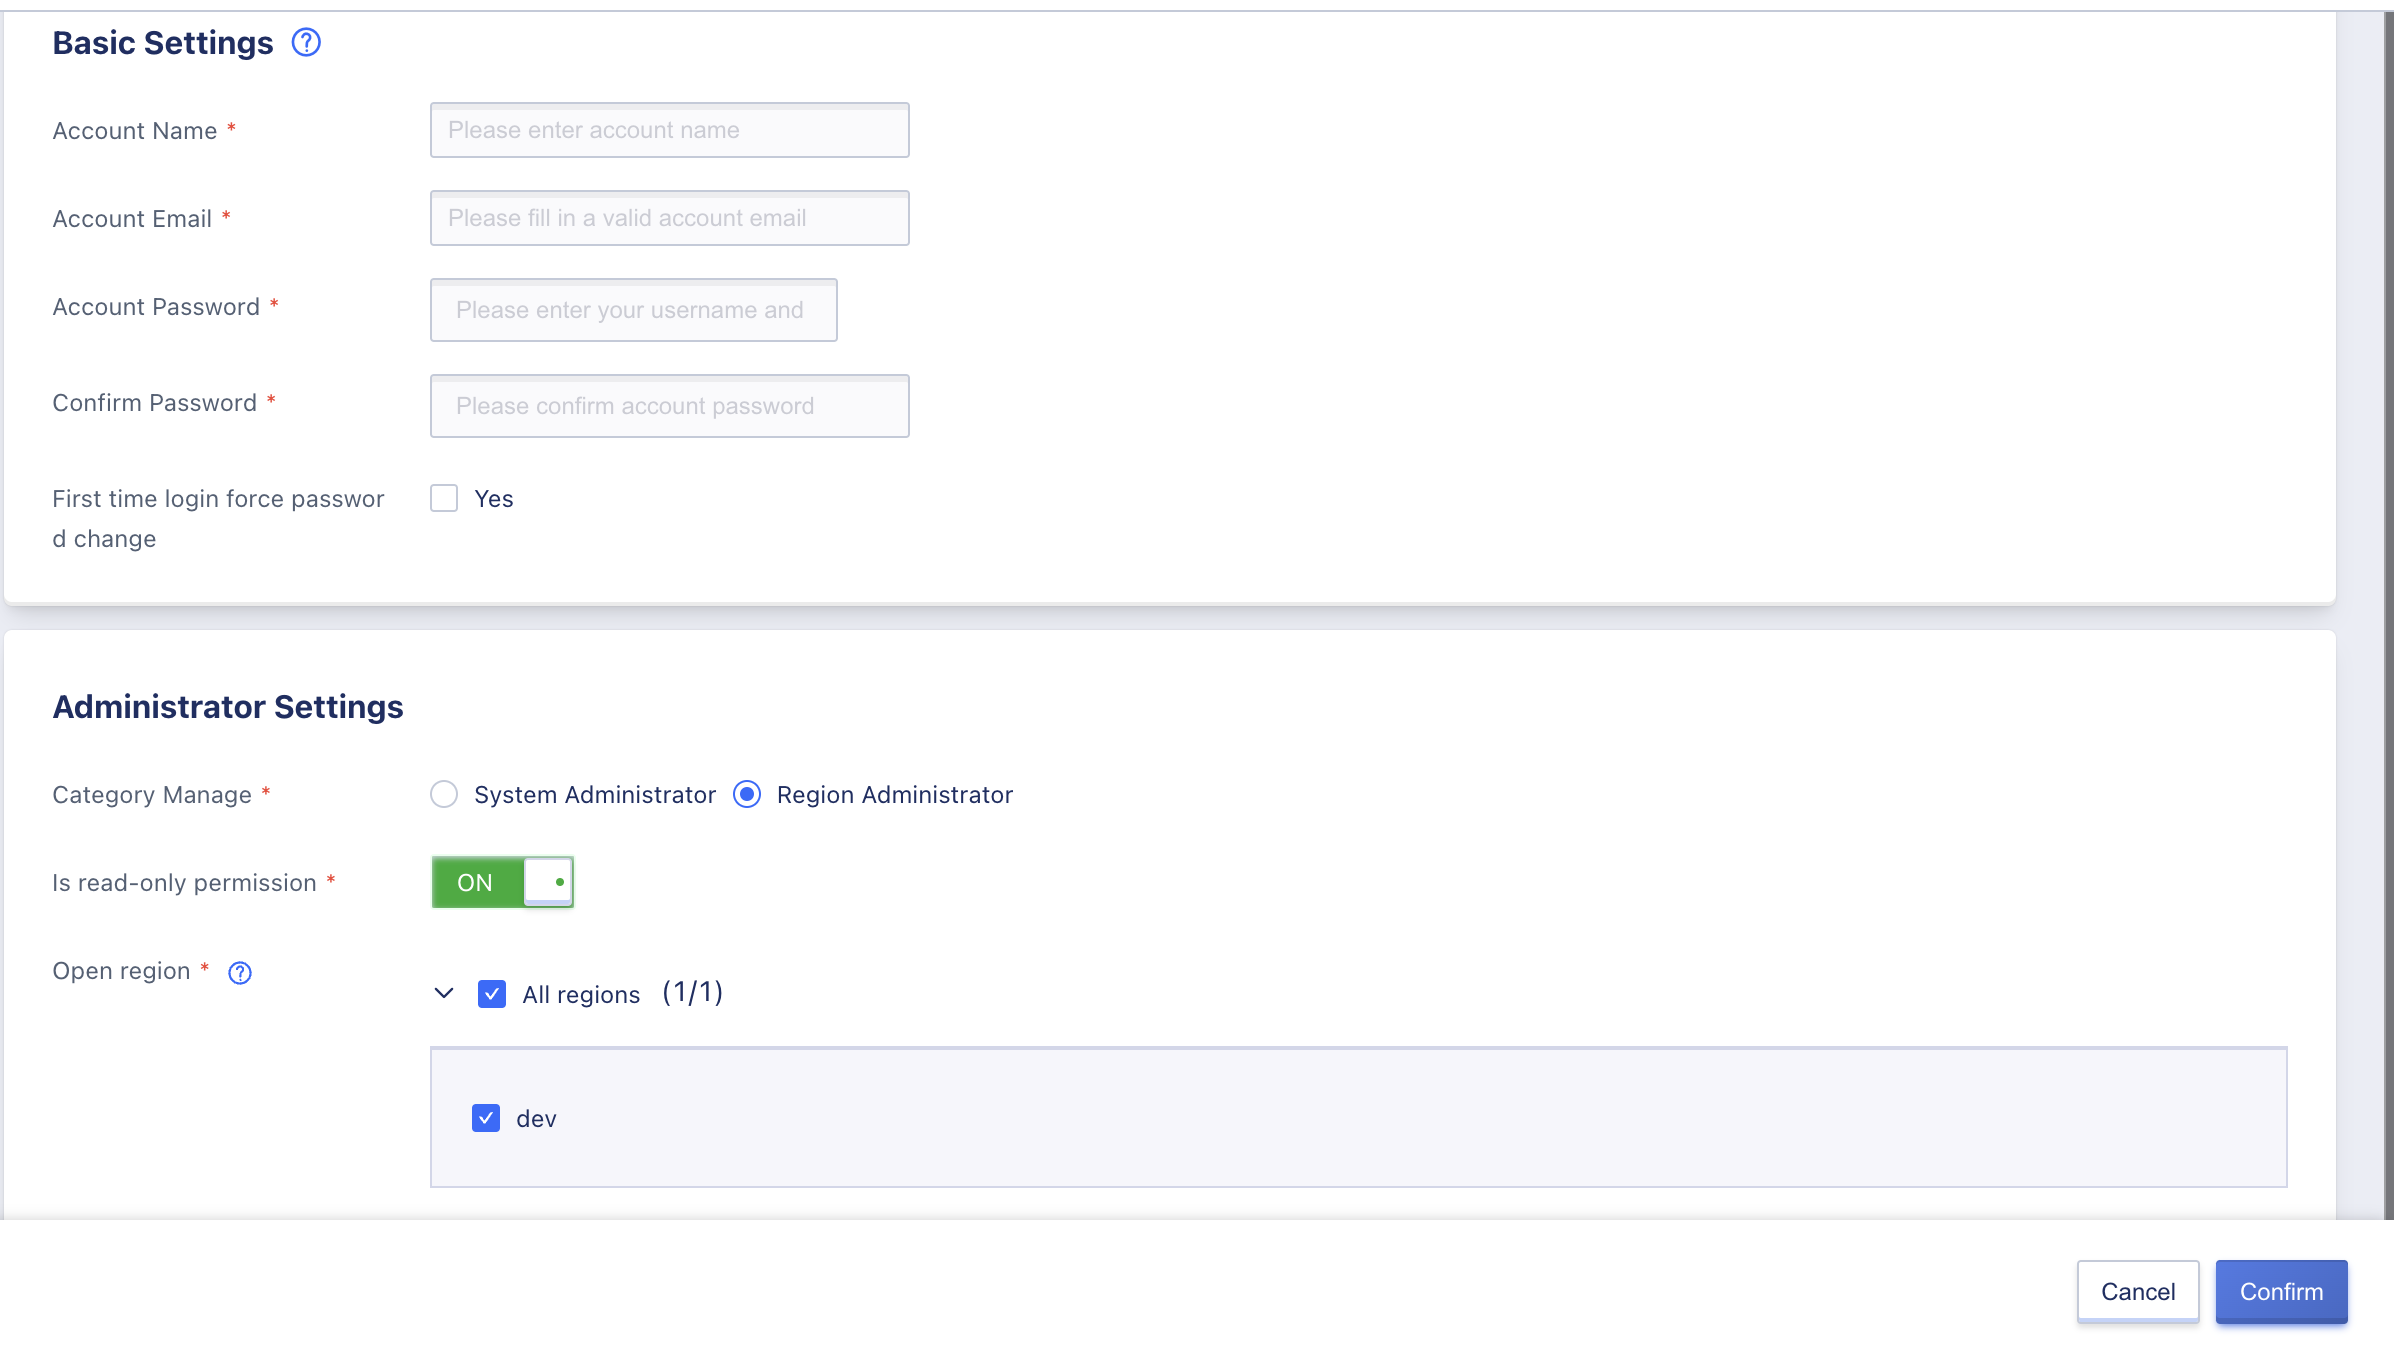 Basic Settings
Account Name *
Please enter account name
Account Email *
Please fill in a valid account email
Account Password *
Please enter your username and
Confirm Password *
Please confirm account password
First time login force passwor
d change
Yes
Administrator Settings
Category Manage *
System Administrator
Region Administrator
Is read-only permission *
ON
Open region *
All regions (1/1)
dev
Cancel
Confirm